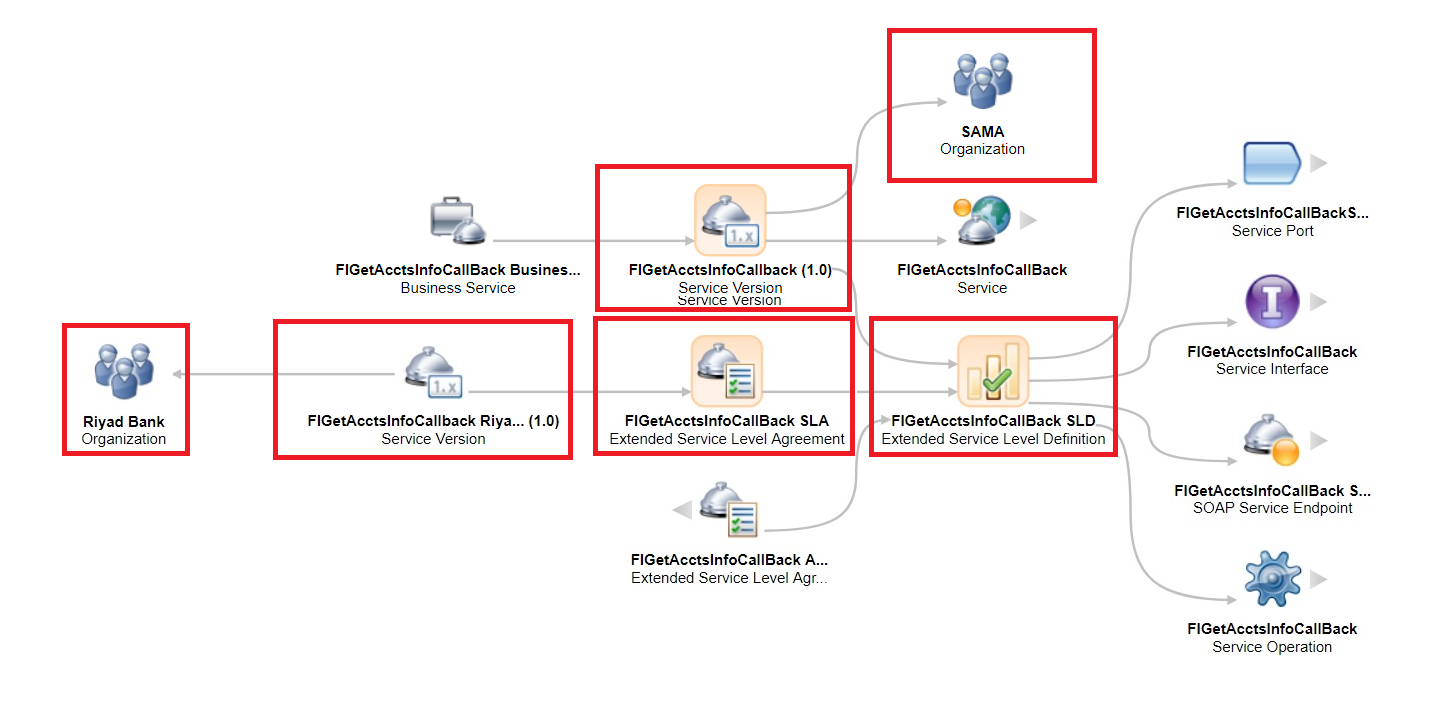 SAMA
Organization
1.x
FIGetAcctsInfoCallBackS...
Service Port
FIGetAcctsInfoCallBack Busines...
Business Service
FIGetAcctsInfoCallback (1.0)
Service Version
Service Version
FIGetAcctsInfoCallBack
Service
I
FIGetAcctsInfoCallBack
Service Interface
Riyad Bank
Organization
1.x
FIGetAcctsInfoCallback Riya... (1.0)
Service Version
FIGetAcctsInfoCallBack SLA
Extended Service Level Agreement
FIGetAcctsInfoCallBack SLD
Extended Service Level Definition
FIGetAcctsInfoCallBack S...
SOAP Service Endpoint
FIGetAcctsInfoCallBack A...
Extended Service Level Agr...
FIGetAcctsInfoCallBack
Service Operation